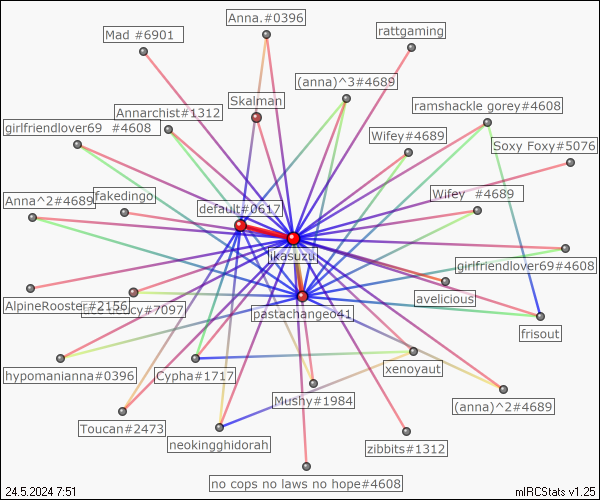 Anna.#0396
rattgaming
Mad #6901
(anna)^3#4689
Skalman
ramshackle gorey#4608
Annarchist#1312
girlfriendlover69 #4608
Wifey#4689
Soxy Foxy#5076
fakedingo
Wifey #4689
Anna^2#4689
default#0617
ikasuzu
girlfriendlover69#4608
avelicious
AlpineRooster#2156
#7097
pastachange041
frisout
xenoyaut
hypomanianna#0396
Cypha#1717
Mushy#1984
(anna)^2#4689
Toucan#2473
neokingghidorah
zibbits#1312
no cops no laws no hope#4608
24.5.2024 7:51
mIRCStats v1.25